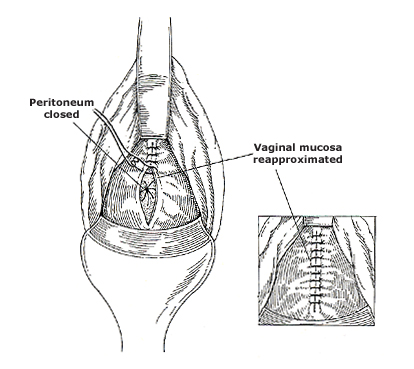 Peritoneum
closed
Vaginal mucosa
reapproximated